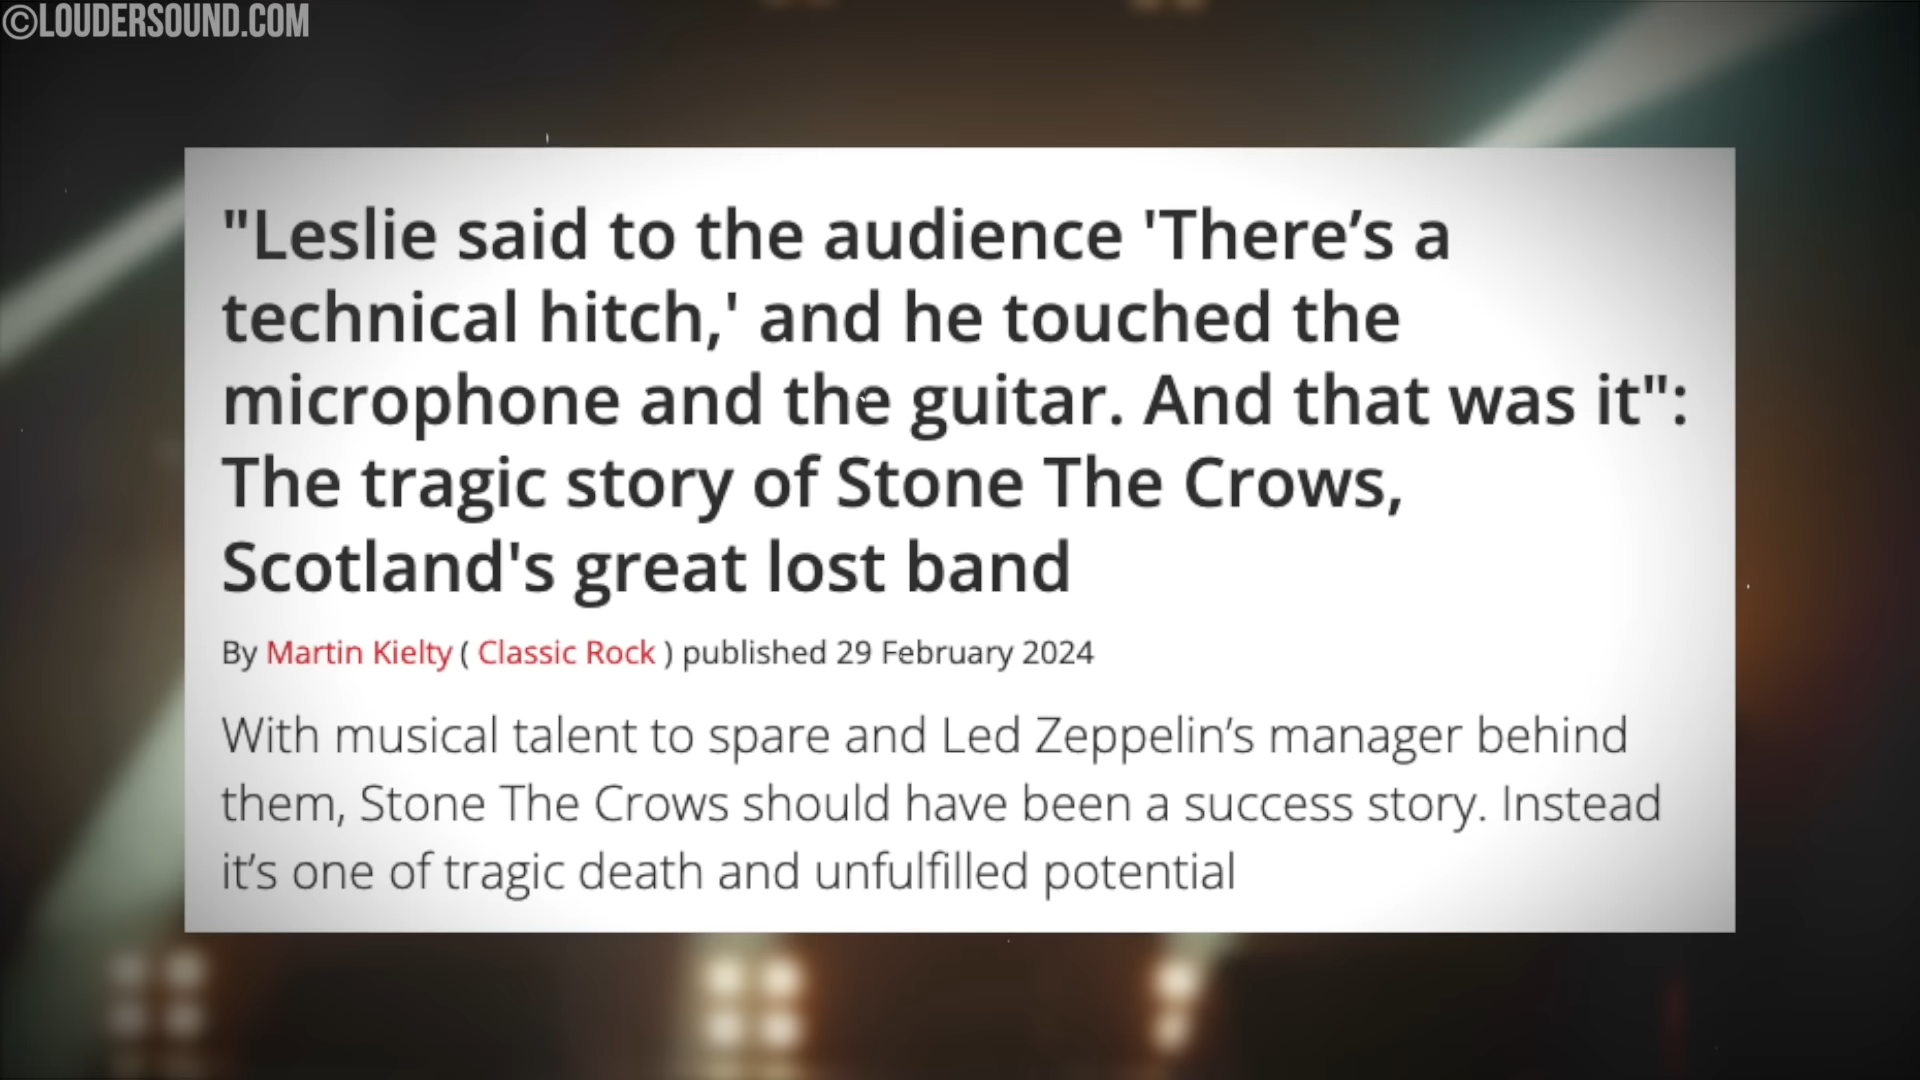 ©LOUDERSOUND.COM
"Leslie said to the audience 'There’s a
technical hitch,' and he touched the
microphone and the guitar. And that was it":
The tragic story of Stone The Crows,
Scotland's great lost band
By Martin Kielty ( Classic Rock ) published 29 February 2024
With musical talent to spare and Led Zeppelin’s manager behind
them, Stone The Crows should have been a success story. Instead
it’s one of tragic death and unfulfilled potential